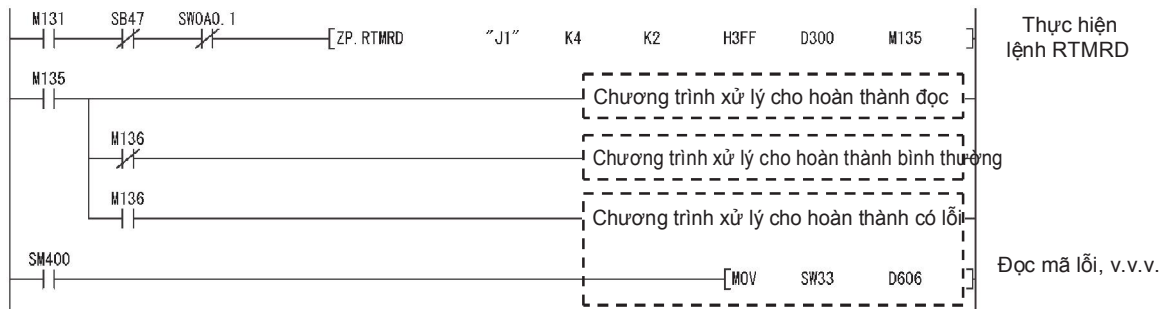 M131 SB47 SW0A0.1
[ZP.RTMRD "J1" K4 K2 H3FF D300 M135 ]
Thực hiện
lệnh RTMRD
M135
Chương trình xử lý cho hoàn thành đọc
M136
Chương trình xử lý cho hoàn thành bình thường
M136
Chương trình xử lý cho hoàn thành có lỗi
SM400
[MOV SW33 D606 ]
Đọc mã lỗi, v.v.v.